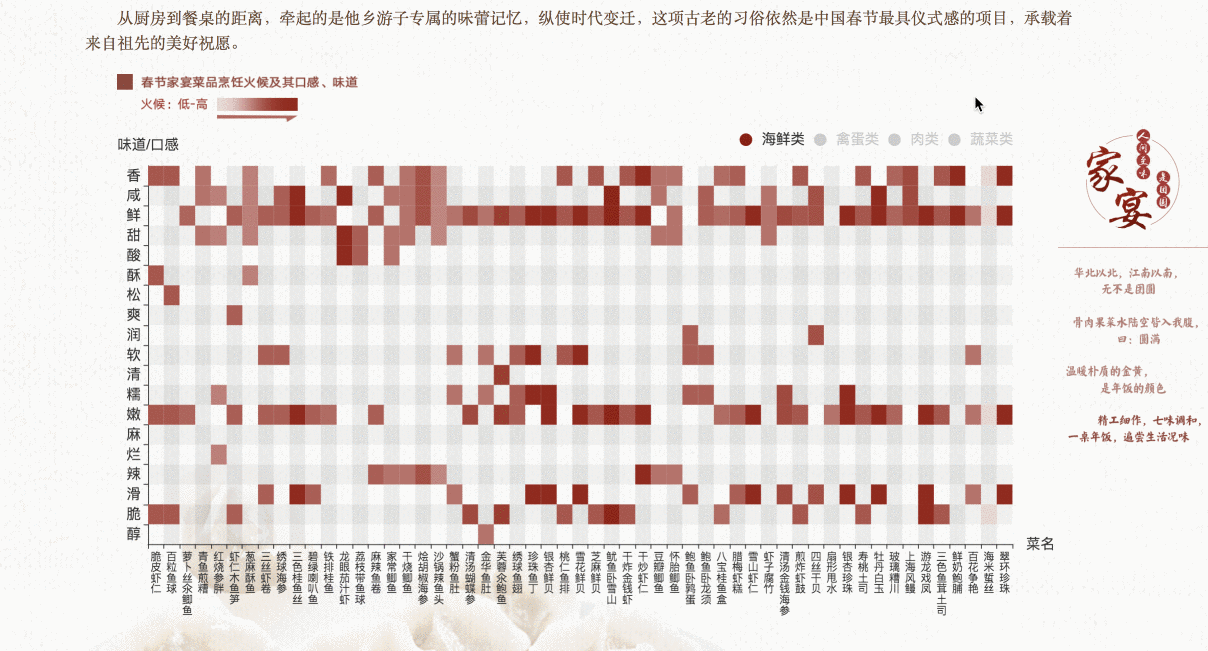 从厨房到餐桌的距离，牵起的是他乡游子专属的味蕾记忆，纵使时代变迁，这项古老的习俗依然是中国春节最具仪式感的项目，承载着
来自祖先的美好祝愿。
春节家宴菜品烹饪火候及其口感、味道
火候：低-高
味道/口感
海鲜类
禽蛋类
肉类
蔬菜类
香
咸
鲜
甜
酸
酥
松
爽
润
软
清
糯
嫩
麻
烂
辣
滑
脆
醇
脆皮虾仁
百粒鱼球
萝卜丝氽鲫鱼
青鱼煎糟
红烧参胖
虾仁木鱼笋
葱麻酥鱼
三丝虾卷
绣球海参
三色桂鱼丝
碧绿喇叭鱼
铁排桂鱼
龙眼茄汁虾
荔枝带鱼球
麻辣鱼卷
家常鲫鱼
干烧鲫鱼
焅胡椒海参
沙锅辣鱼头
蟹粉鱼肚
清汤蝴蝶参
金华鱼肚
芙蓉氽鲍鱼
绣球鱼翅
珍珠鱼丁
银杏鲜贝
桃仁鱼排
雪花鲜贝
芝麻鲜贝
鱿鱼卧雪山
干炸金钱虾
干炒虾仁
豆瓣鲫鱼
怀胎鲫鱼
鲍鱼卧鹑蛋
鲍鱼卧龙须
八宝桂鱼盒
腊梅虾糕
雪山虾仁
虾子腐竹
清汤金钱海参
煎炸虾鼓
四丝干贝
扇形甩水
银杏珍珠
寿桃土司
牡丹白玉
玻璃糟川
上海风鳗
游龙戏凤
三色鱼茸土司
鲜奶鲍脯
百花争艳
海米蜇丝
翠环珍珠
菜名
人间至味
是团圆
家宴
华北以北，江南以南，
无不是团圆
骨肉果菜水陆空皆入我腹，
曰：圆满
温暖朴质的金黄，
是年饭的颜色
精工细作，七味调和，
一桌年饭，遍尝生活况味